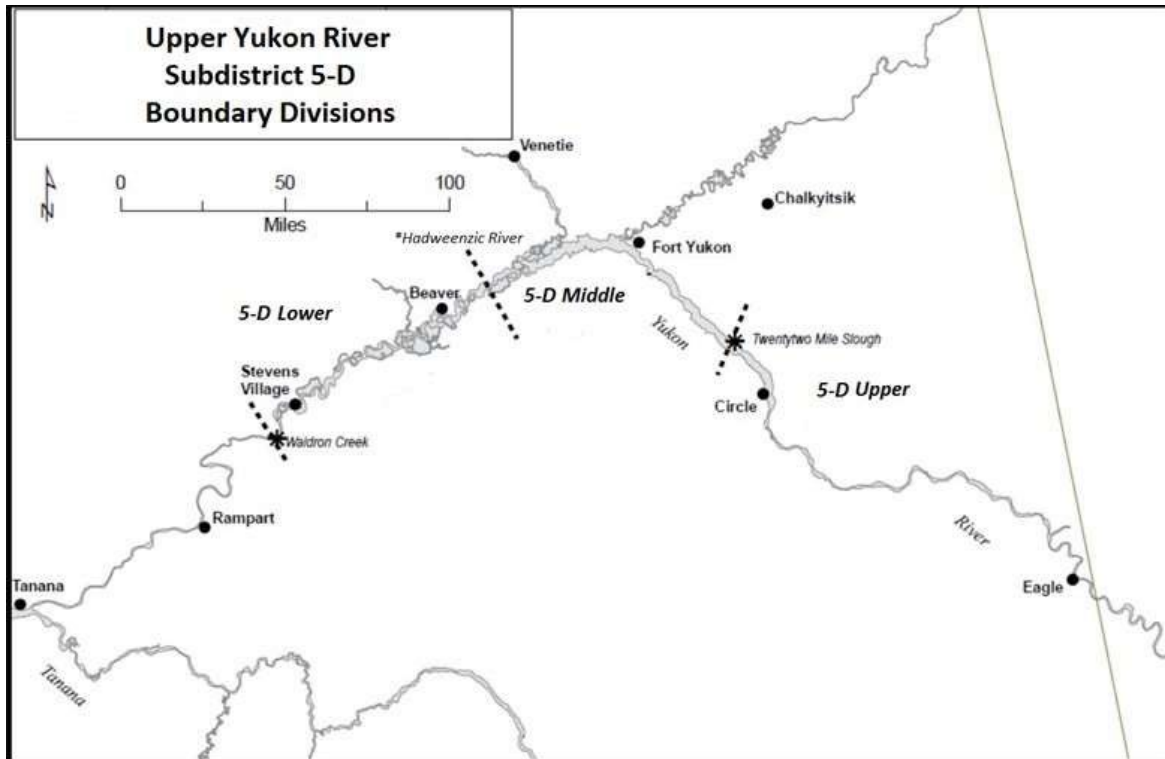 Upper Yukon River
Subdistrict 5-D
Boundary Divisions
N
0 50 100
Miles
Venetie
Chalkyitsik
*Hadweenzic River
Fort Yukon
Beaver
5-D Middle
5-D Lower
Yukon
Twentytwo Mile Slough
Stevens
Village
5-D Upper
Circle
Waldron Creek
Rampart
River
Tanana
Eagle
Tanana